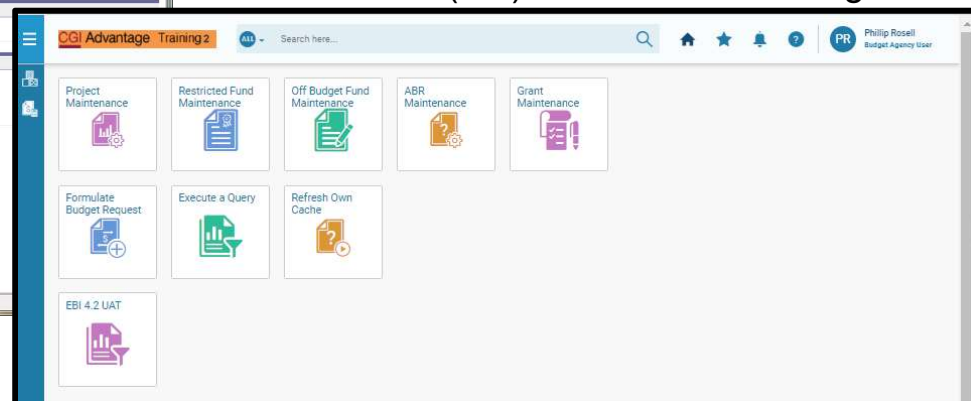 CGI Advantage Training 2
ALL
Search here...
?
PR
Phillip Rosell
Budget Agency User
Project
Maintenance
Restricted Fund
Maintenance
Off Budget Fund
Maintenance
ABR
Maintenance
Grant
Maintenance
Formulate
Budget Request
Execute a Query
Refresh Own
Cache
EBI 4.2 UAT